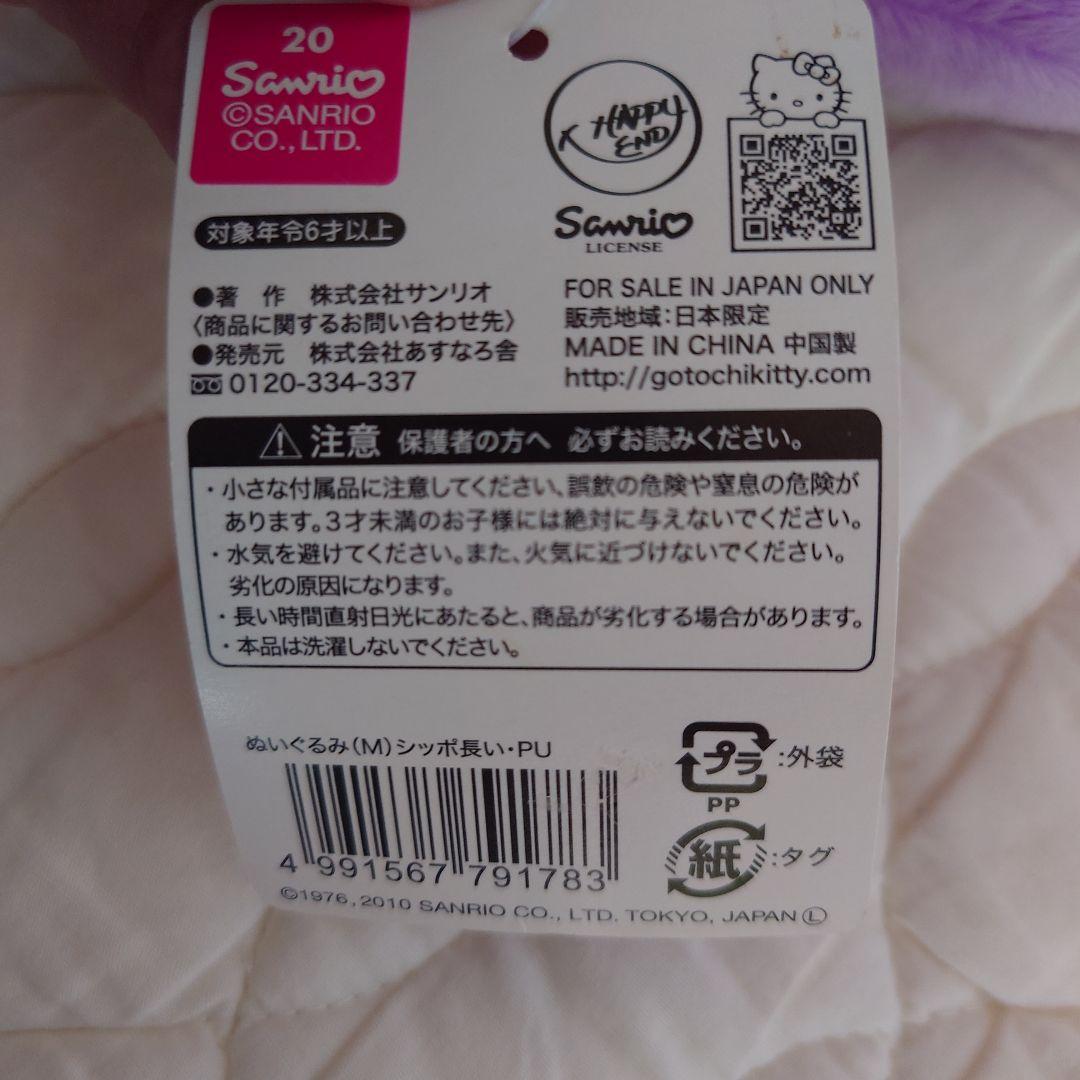 20
Sanrio
©SANRIO
CO.,LTD.
HAPPY
END
Sanrio
LICENSE
対象年令6才以上
●著 作 株式会社サンリオ
〈商品に関するお問い合わせ先〉
●発売元 株式会社あすなろ舎
0120-334-337
FOR SALE IN JAPAN ONLY
販売地域:日本限定
MADE IN CHINA 中国製
http://gotochikitty.com
注意 保護者の方へ 必ずお読みください。
・小さな付属品に注意してください、誤飲の危険や窒息の危険が
あります。3才未満のお子様には絶対に与えないでください。
・水気を避けてください。また、火気に近づけないでください。
劣化の原因になります。
・長い時間直射日光にあたると、商品が劣化する場合があります。
・本品は洗濯しないでください。
ぬいぐるみ(M)シッポ長い・PU
4 991567 791783
プラ :外袋
PP
紙 :タグ
©1976, 2010 SANRIO CO., LTD. TOKYO, JAPAN Ⓛ